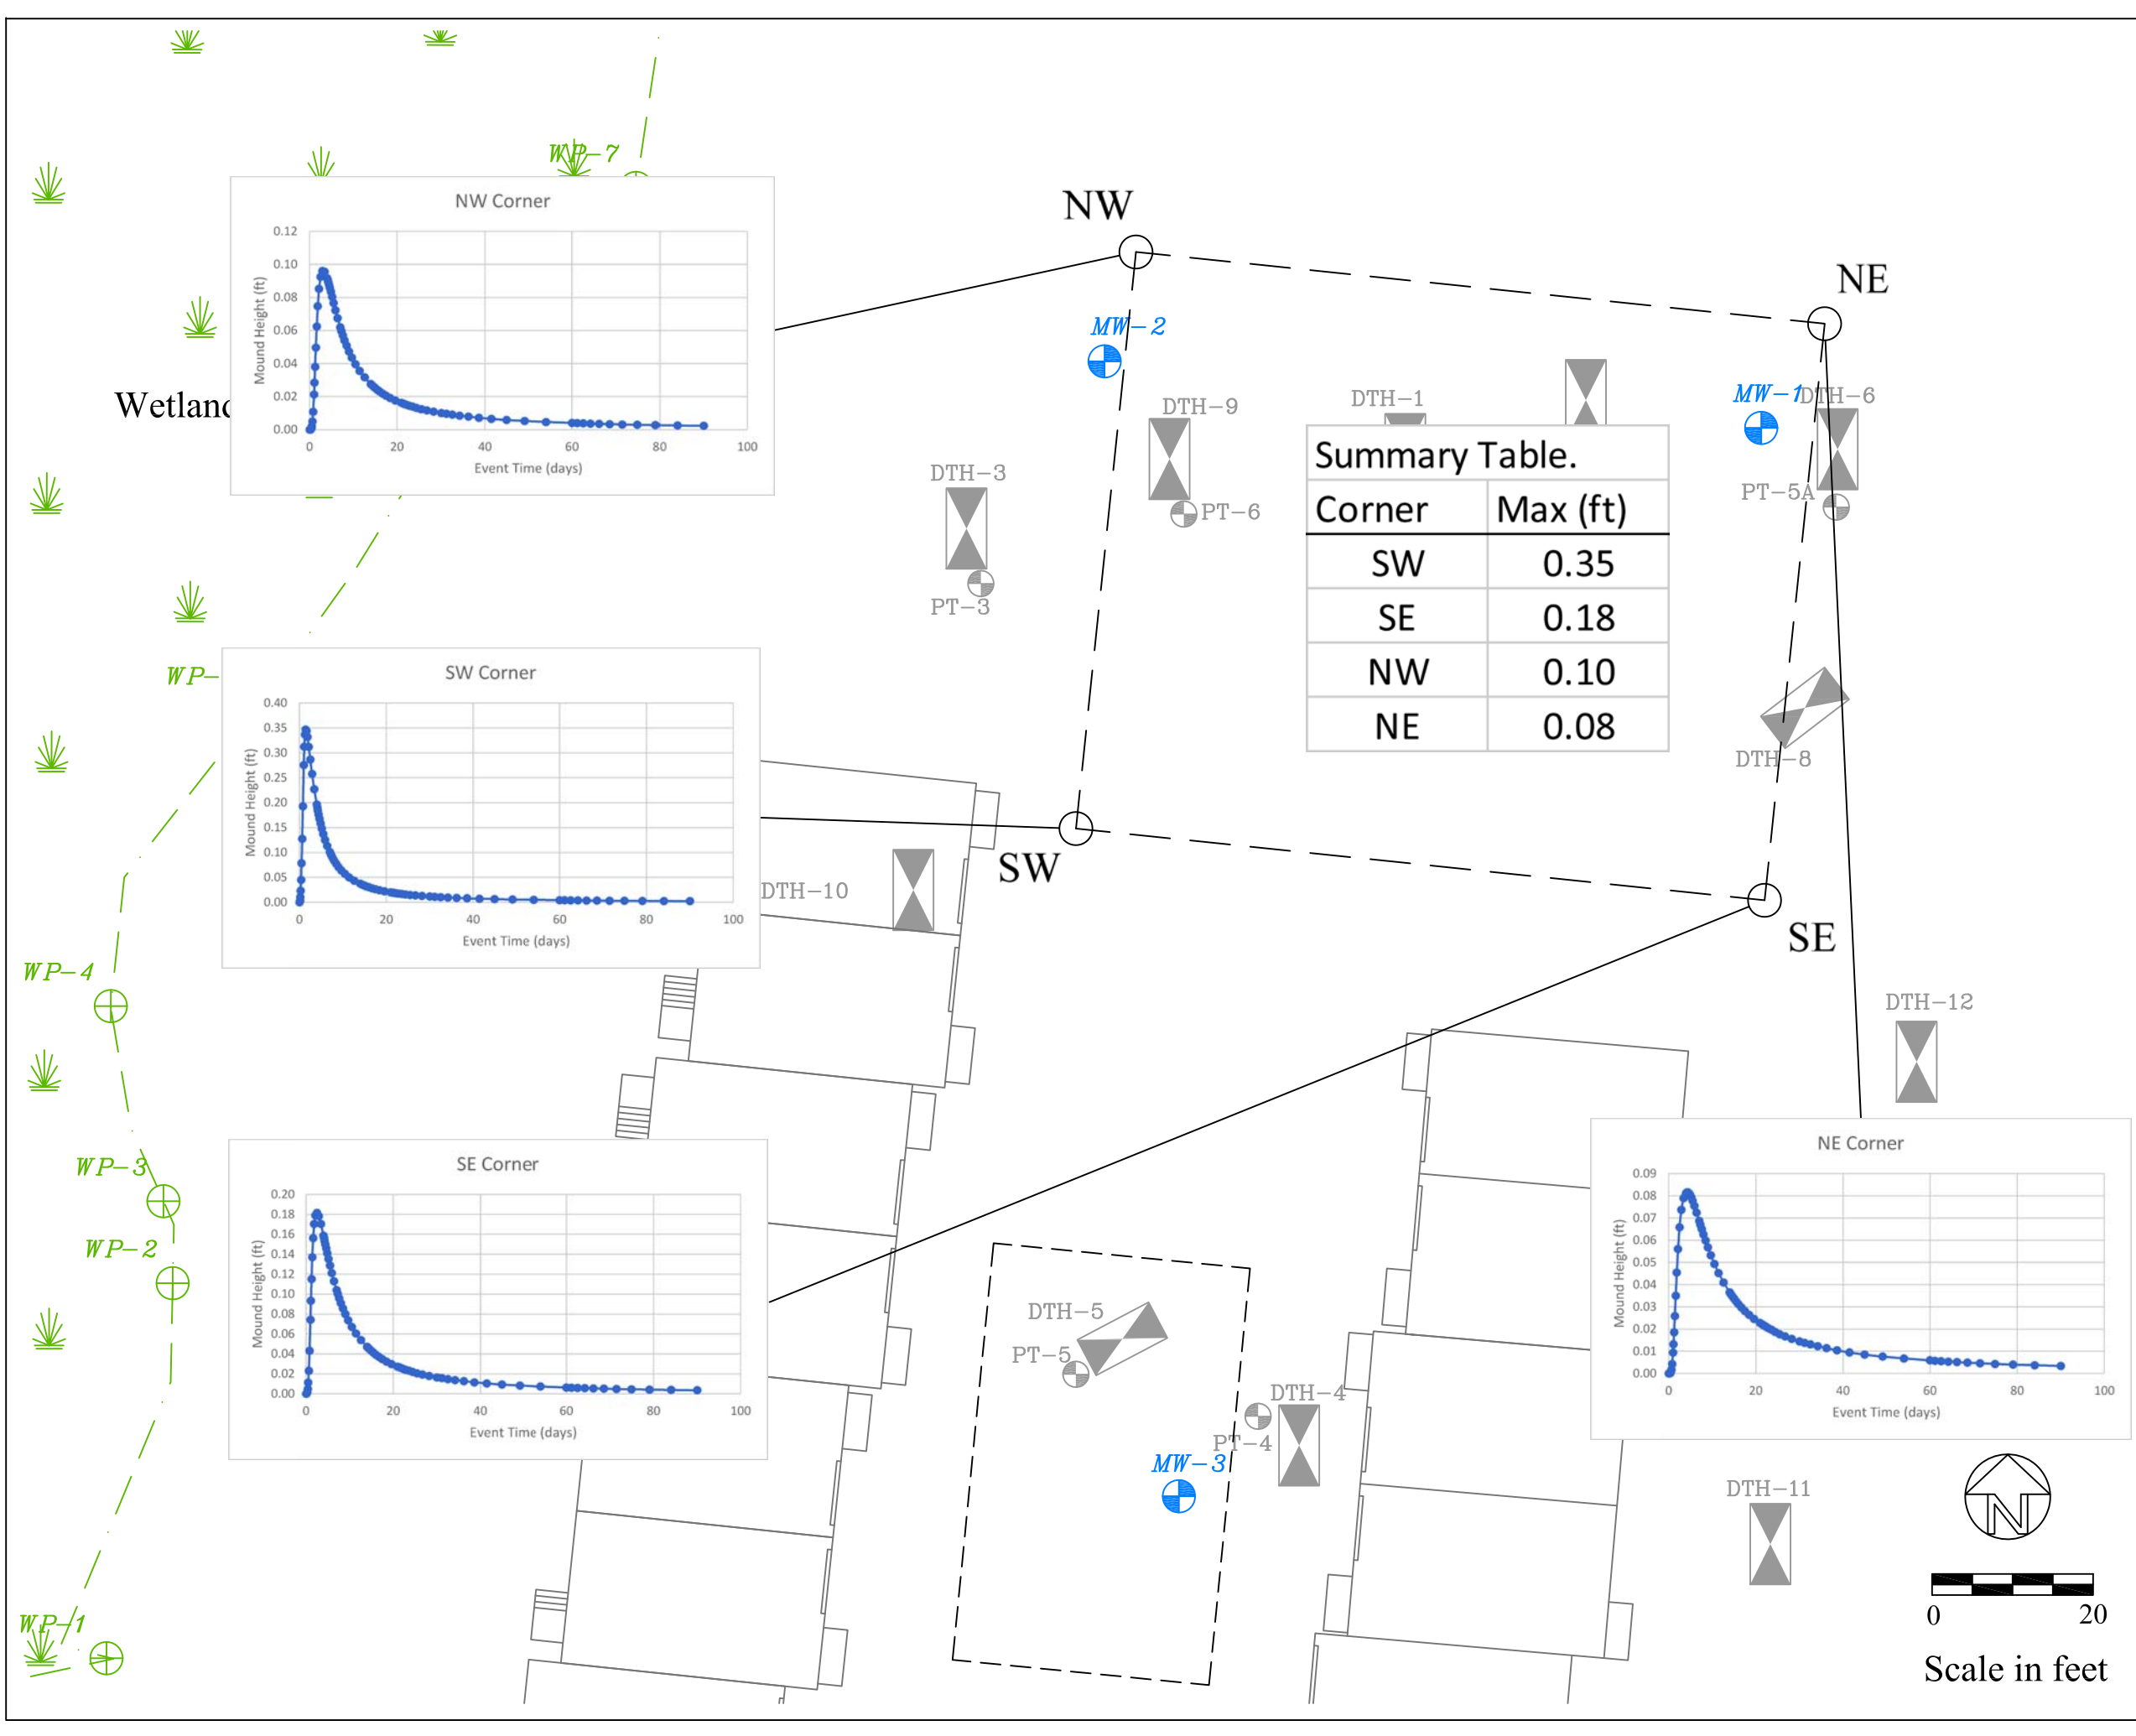 WP-7
NW Corner
Mound Height (ft)
0.12
0.10
0.08
0.06
0.04
0.02
0.00
0 20 40 60 80 100
Event Time (days)
NW
NE
MW-2
MW-1
DTH-6
DTH-9
DTH-1
Wetland
DTH-3
PT-6
PT-5A
PT-3
Summary Table.
Corner Max (ft)
SW 0.35
SE 0.18
NW 0.10
NE 0.08
WP-
SW Corner
Mound Height (ft)
0.40
0.35
0.30
0.25
0.20
0.15
0.10
0.05
0.00
0 20 40 60 80 100
Event Time (days)
DTH-8
SW
DTH-10
SE
WP-4
DTH-12
WP-3
WP-2
SE Corner
Mound Height (ft)
0.20
0.18
0.16
0.14
0.12
0.10
0.08
0.06
0.04
0.02
0.00
0 20 40 60 80 100
Event Time (days)
NE Corner
Mound Height (ft)
0.09
0.08
0.07
0.06
0.05
0.04
0.03
0.02
0.01
0.00
0 20 40 60 80 100
Event Time (days)
DTH-5
PT-5
DTH-4
PT-4
MW-3
DTH-11
N
WP-1
0 20
Scale in feet